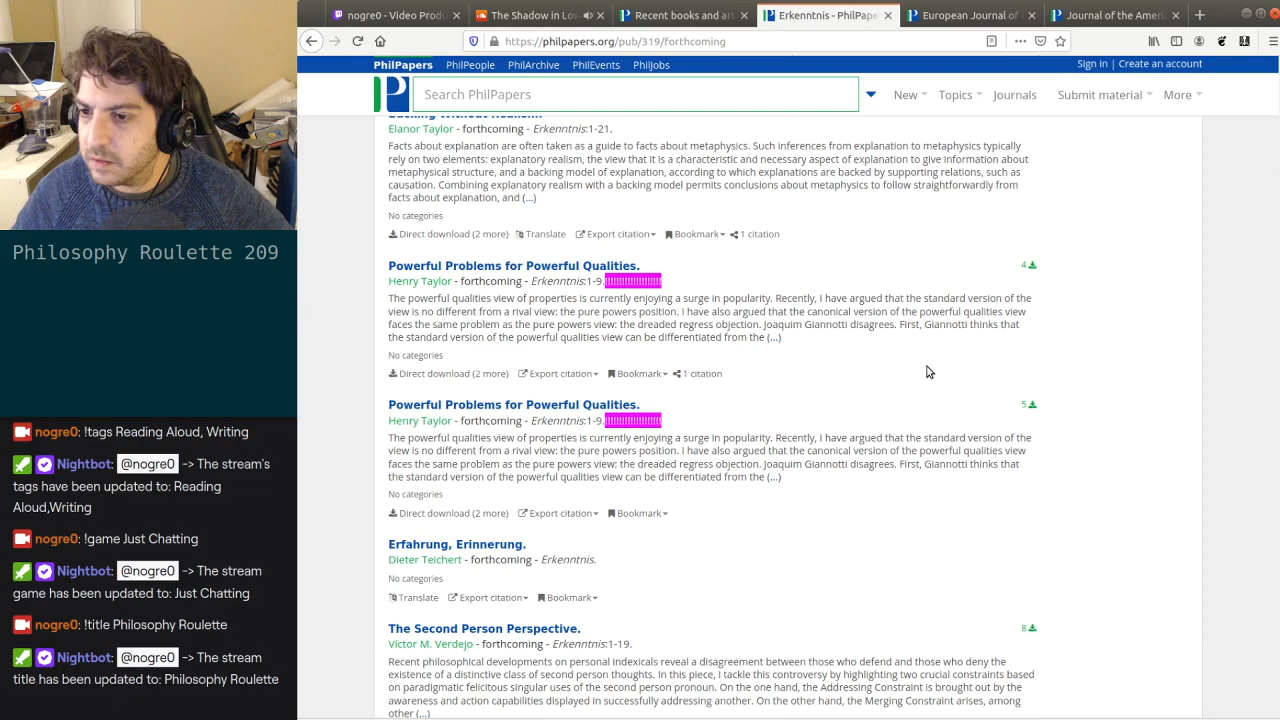 nogre0 - Video Produ
The Shadow in Lov
Recent books and art
Erkenntnis - PhilPape
European Journal of
Journal of the Ameri
https://philpapers.org/pub/319/forthcoming
PhilPapers PhilPeople PhilArchive PhilEvents PhilJobs
Sign in | Create an account
Search PhilPapers
New Topics Journals Submit material More
Backing Without Realism.
Elanor Taylor - forthcoming - Erkenntnis:1-21.
Facts about explanation are often taken as a guide to facts about metaphysics. Such inferences from explanation to metaphysics typically
rely on two elements: explanatory realism, the view that it is a characteristic and necessary aspect of explanation to give information about
metaphysical structure, and a backing model of explanation, according to which explanations are backed by supporting relations, such as
causation. Combining explanatory realism with a backing model permits conclusions about metaphysics to follow straightforwardly from
facts about explanation, and (...)
No categories
Direct download (2 more) Translate Export citation Bookmark 1 citation
Powerful Problems for Powerful Qualities.
4
Henry Taylor - forthcoming - Erkenntnis:1-9.
The powerful qualities view of properties is currently enjoying a surge in popularity. Recently, I have argued that the standard version of the
view is no different from a rival view: the pure powers position. I have also argued that the canonical version of the powerful qualities view
faces the same problem as the pure powers view: the dreaded regress objection. Joaquim Giannotti disagrees. First, Giannotti thinks that
the standard version of the powerful qualities view can be differentiated from the (...)
No categories
Direct download (2 more) Export citation Bookmark 1 citation
Powerful Problems for Powerful Qualities.
5
Henry Taylor - forthcoming - Erkenntnis:1-9.
The powerful qualities view of properties is currently enjoying a surge in popularity. Recently, I have argued that the standard version of the
view is no different from a rival view: the pure powers position. I have also argued that the canonical version of the powerful qualities view
faces the same problem as the pure powers view: the dreaded regress objection. Joaquim Giannotti disagrees. First, Giannotti thinks that
the standard version of the powerful qualities view can be differentiated from the (...)
No categories
Direct download (2 more) Export citation Bookmark
Erfahrung, Erinnerung.
Dieter Teichert - forthcoming - Erkenntnis.
No categories
Translate Export citation Bookmark
The Second Person Perspective.
8
Víctor M. Verdejo - forthcoming - Erkenntnis:1-19.
Recent philosophical developments on personal indexicals reveal a disagreement between those who defend and those who deny the
existence of a distinctive class of second person thoughts. In this piece, I tackle this controversy by highlighting two crucial constraints based
on paradigmatic felicitous singular uses of the second person pronoun. On the one hand, the Addressing Constraint is brought out by the
awareness and action capabilities displayed in successfully addressing another. On the other hand, the Merging Constraint arises, among
other (...)
Philosophy Roulette 209
nogre0: !tags Reading Aloud, Writing
Nightbot: @nogre0 -> The stream's
tags have been updated to: Reading
Aloud,Writing
nogre0: !game Just Chatting
Nightbot: @nogre0 -> The stream
game has been updated to: Just Chatting
nogre0: !title Philosophy Roulette
Nightbot: @nogre0 -> The stream
title has been updated to: Philosophy Roulette